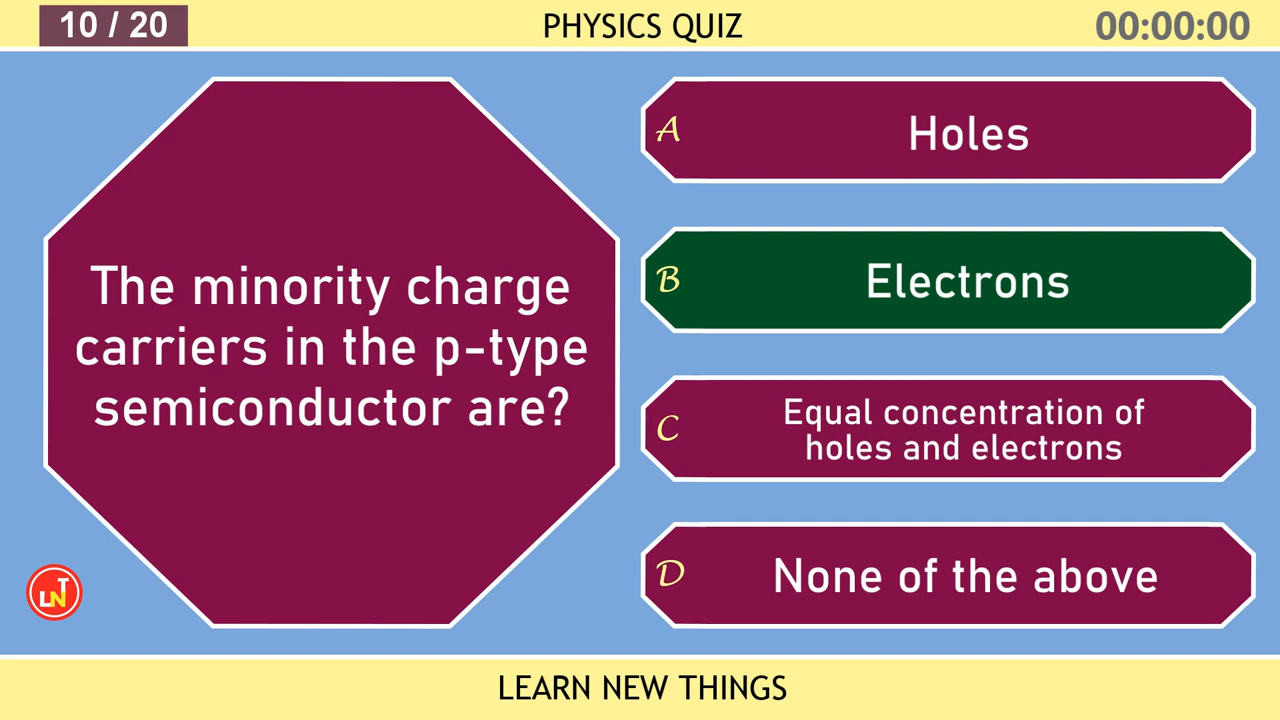 10 / 20
PHYSICS QUIZ
00:00:00
The minority charge
carriers in the p-type
semiconductor are?
A
Holes
B
Electrons
C
Equal concentration of
holes and electrons
D
None of the above
LNT
LEARN NEW THINGS